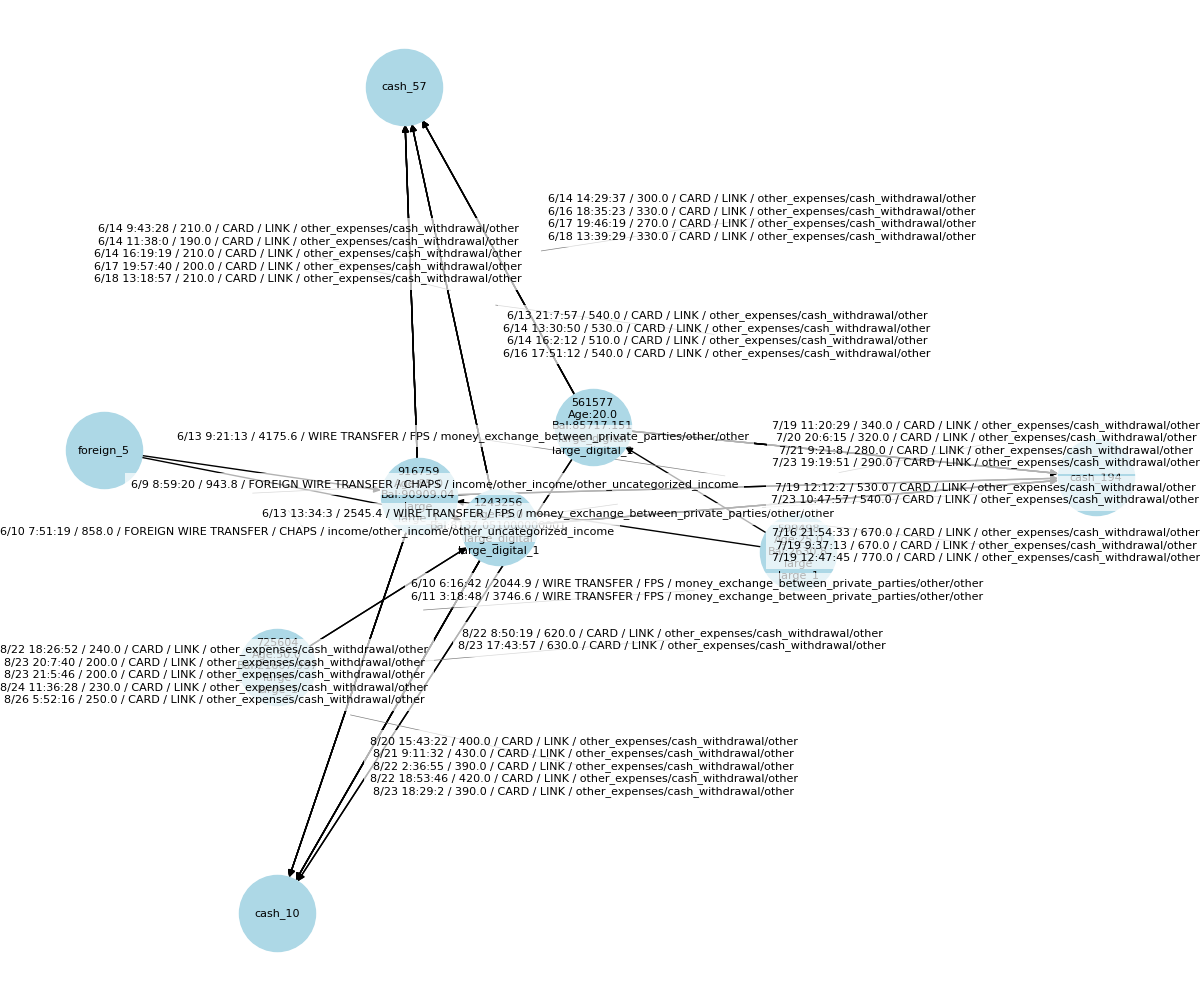 cash_57
6/14 14:29:37 / 300.0 / CARD / LINK / other_expenses/cash_withdrawal/other
6/16 18:35:23 / 330.0 / CARD / LINK / other_expenses/cash_withdrawal/other
6/17 19:46:19 / 270.0 / CARD / LINK / other_expenses/cash_withdrawal/other
6/18 13:39:29 / 330.0 / CARD / LINK / other_expenses/cash_withdrawal/other
6/14 9:43:28 / 210.0 / CARD / LINK / other_expenses/cash_withdrawal/other
6/14 11:38:0 / 190.0 / CARD / LINK / other_expenses/cash_withdrawal/other
6/14 16:19:19 / 210.0 / CARD / LINK / other_expenses/cash_withdrawal/other
6/17 19:57:40 / 200.0 / CARD / LINK / other_expenses/cash_withdrawal/other
6/18 13:18:57 / 210.0 / CARD / LINK / other_expenses/cash_withdrawal/other
6/13 21:7:57 / 540.0 / CARD / LINK / other_expenses/cash_withdrawal/other
6/14 13:30:50 / 530.0 / CARD / LINK / other_expenses/cash_withdrawal/other
6/14 16:2:12 / 510.0 / CARD / LINK / other_expenses/cash_withdrawal/other
6/16 17:51:12 / 540.0 / CARD / LINK / other_expenses/cash_withdrawal/other
561577
Age:20.0
Bal:85717.151
large_digital_
7/19 11:20:29 / 340.0 / CARD / LINK / other_expenses/cash_withdrawal/other
7/20 20:6:15 / 320.0 / CARD / LINK / other_expenses/cash_withdrawal/other
7/21 9:21:8 / 280.0 / CARD / LINK / other_expenses/cash_withdrawal/other
7/23 19:19:51 / 290.0 / CARD / LINK / other_expenses/cash_withdrawal/other
6/13 9:21:13 / 4175.6 / WIRE TRANSFER / FPS / money_exchange_between_private_parties/other/other
foreign_5
916759
Bal:90909.04
cash_194
6/9 8:59:20 / 943.8 / FOREIGN WIRE TRANSFER / CHAPS / income/other_income/other_uncategorized_income
7/19 12:12:2 / 530.0 / CARD / LINK / other_expenses/cash_withdrawal/other
7/23 10:47:57 / 540.0 / CARD / LINK / other_expenses/cash_withdrawal/other
1243256
6/13 13:34:3 / 2545.4 / WIRE TRANSFER / FPS / money_exchange_between_private_parties/other/other
6/10 7:51:19 / 858.0 / FOREIGN WIRE TRANSFER / CHAPS / income/other_income/other_uncategorized_income
large_digital
large_digital_1
7/16 21:54:33 / 670.0 / CARD / LINK / other_expenses/cash_withdrawal/other
7/19 9:37:13 / 670.0 / CARD / LINK / other_expenses/cash_withdrawal/other
7/19 12:47:45 / 770.0 / CARD / LINK / other_expenses/cash_withdrawal/other
large
large_1
6/10 6:16:42 / 2044.9 / WIRE TRANSFER / FPS / money_exchange_between_private_parties/other/other
6/11 3:18:48 / 3746.6 / WIRE TRANSFER / FPS / money_exchange_between_private_parties/other/other
8/22 8:50:19 / 620.0 / CARD / LINK / other_expenses/cash_withdrawal/other
8/23 17:43:57 / 630.0 / CARD / LINK / other_expenses/cash_withdrawal/other
725604
8/22 18:26:52 / 240.0 / CARD / LINK / other_expenses/cash_withdrawal/other
8/23 20:7:40 / 200.0 / CARD / LINK / other_expenses/cash_withdrawal/other
8/23 21:5:46 / 200.0 / CARD / LINK / other_expenses/cash_withdrawal/other
8/24 11:36:28 / 230.0 / CARD / LINK / other_expenses/cash_withdrawal/other
8/26 5:52:16 / 250.0 / CARD / LINK / other_expenses/cash_withdrawal/other
8/20 15:43:22 / 400.0 / CARD / LINK / other_expenses/cash_withdrawal/other
8/21 9:11:32 / 430.0 / CARD / LINK / other_expenses/cash_withdrawal/other
8/22 2:36:55 / 390.0 / CARD / LINK / other_expenses/cash_withdrawal/other
8/22 18:53:46 / 420.0 / CARD / LINK / other_expenses/cash_withdrawal/other
8/23 18:29:2 / 390.0 / CARD / LINK / other_expenses/cash_withdrawal/other
cash_10